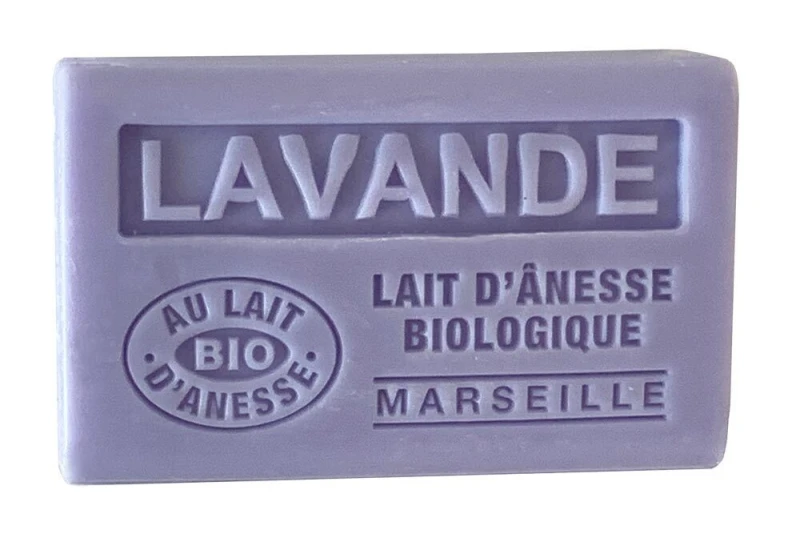 LAVANDE
AU LAIT
BIO
D'ANESSE
LAIT D'ÂNESSE
BIOLOGIQUE
MARSEILLE